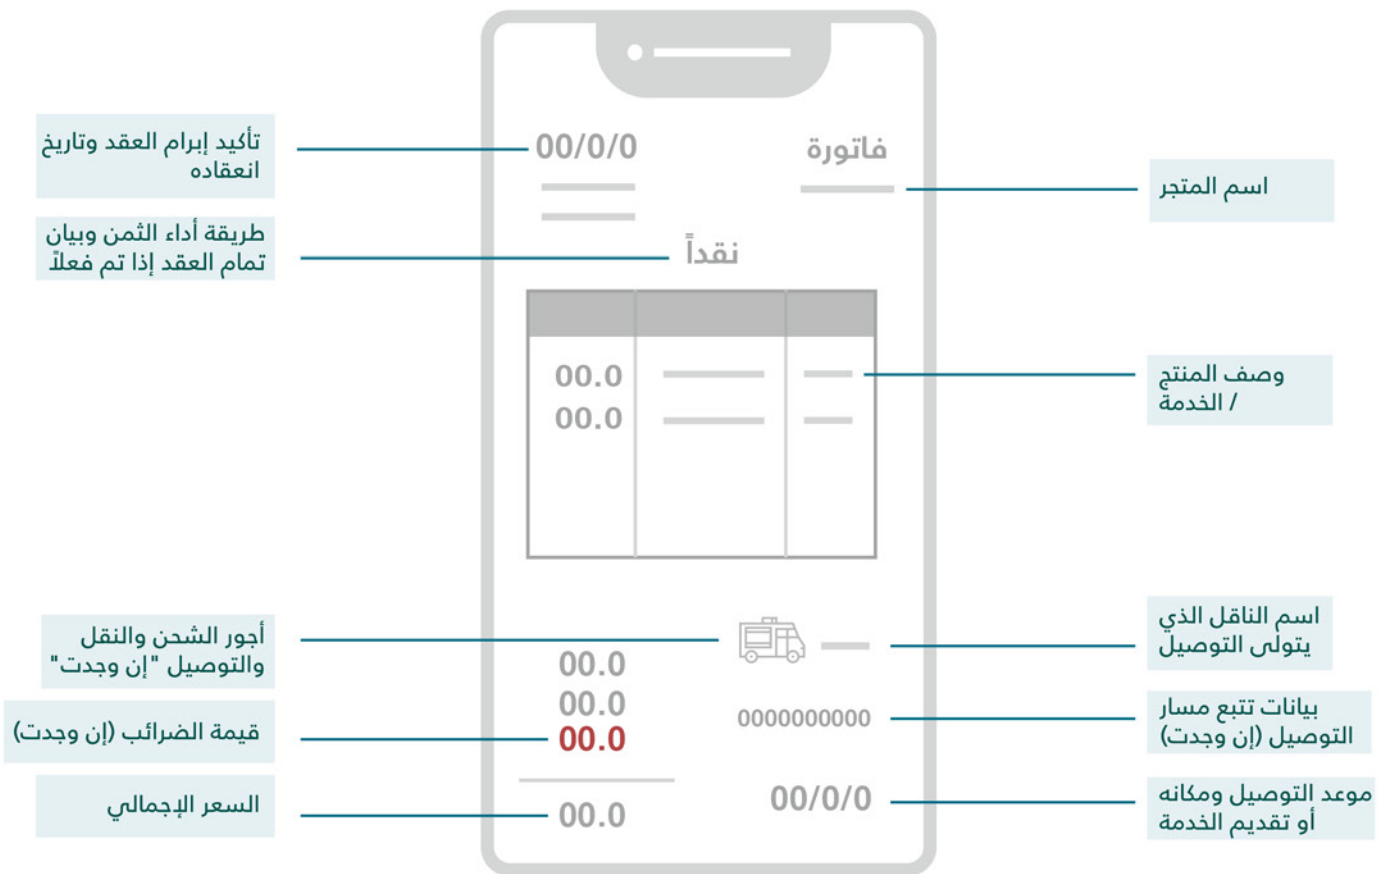 فاتورة
00/0/0
نقداً
00.0
00.0
00.0
00.0
00.0
0000000000
00/0/0
00.0
اسم المتجر
وصف المنتج
/ الخدمة
اسم الناقل الذي
يتولى التوصيل
بيانات تتبع مسار
التوصيل (إن وجدت)
موعد التوصيل ومكانه
أو تقديم الخدمة
تأكيد إبرام العقد وتاريخ
انعقاده
طريقة أداء الثمن وبيان
تمام العقد إذا تم فعلاً
أجور الشحن والنقل
والتوصيل "إن وجدت"
قيمة الضرائب (إن وجدت)
السعر الإجمالي